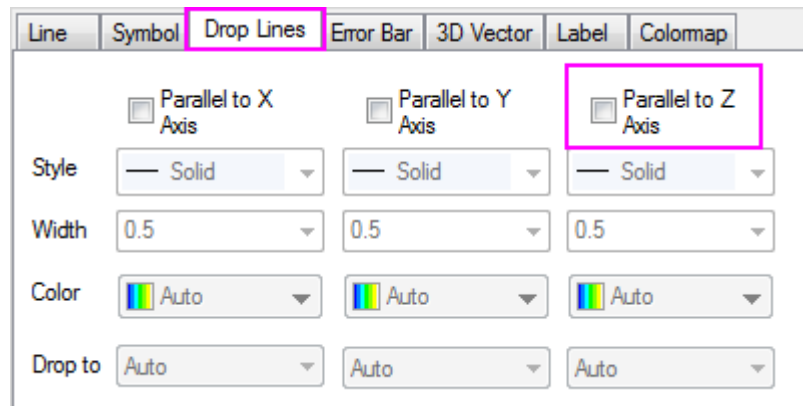 Line Symbol Drop Lines Error Bar 3D Vector Label Colormap
Parallel to X Axis Parallel to Y Axis Parallel to Z Axis
Style Solid Solid Solid
Width 0.5 0.5 0.5
Color Auto Auto Auto
Drop to Auto Auto Auto